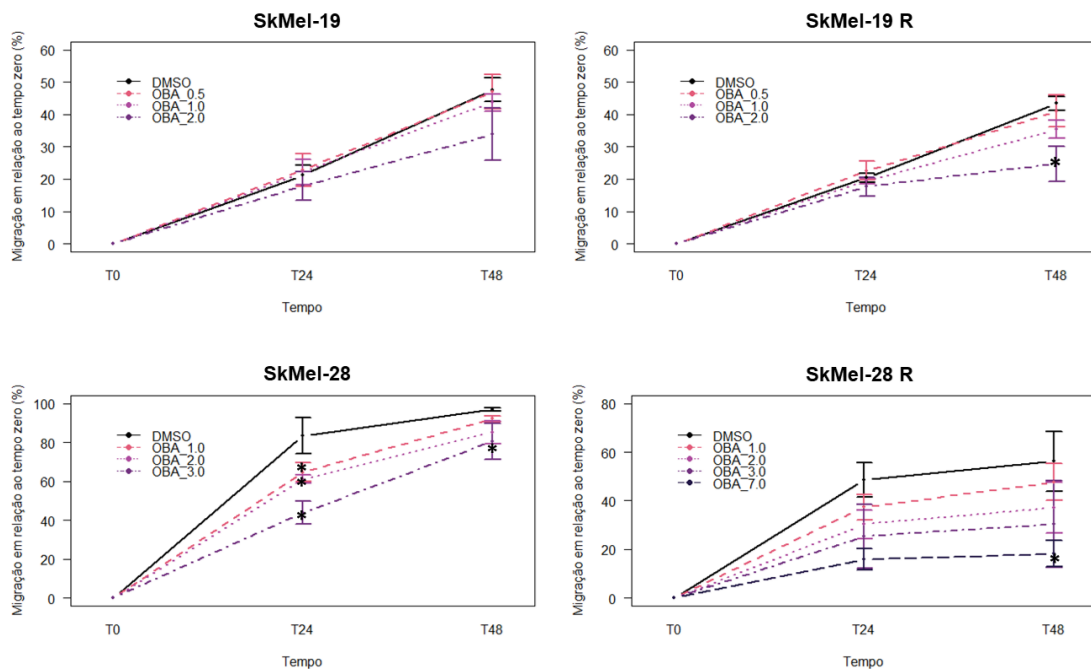 SkMel-19
Migração em relação ao tempo zero (%)
60
50
40
30
20
10
0
DMSO
OBA_0.5
OBA_1.0
OBA_2.0
T0
T24
T48
Tempo
SkMel-19 R
Migração em relação ao tempo zero (%)
60
50
40
30
20
10
0
DMSO
OBA_0.5
OBA_1.0
OBA_2.0
*
T0
T24
T48
Tempo
SkMel-28
Migração em relação ao tempo zero (%)
100
80
60
40
20
0
DMSO
OBA_1.0
OBA_2.0
OBA_3.0
*
*
*
*
T0
T24
T48
Tempo
SkMel-28 R
Migração em relação ao tempo zero (%)
80
60
40
20
0
DMSO
OBA_1.0
OBA_2.0
OBA_3.0
OBA_7.0
*
T0
T24
T48
Tempo